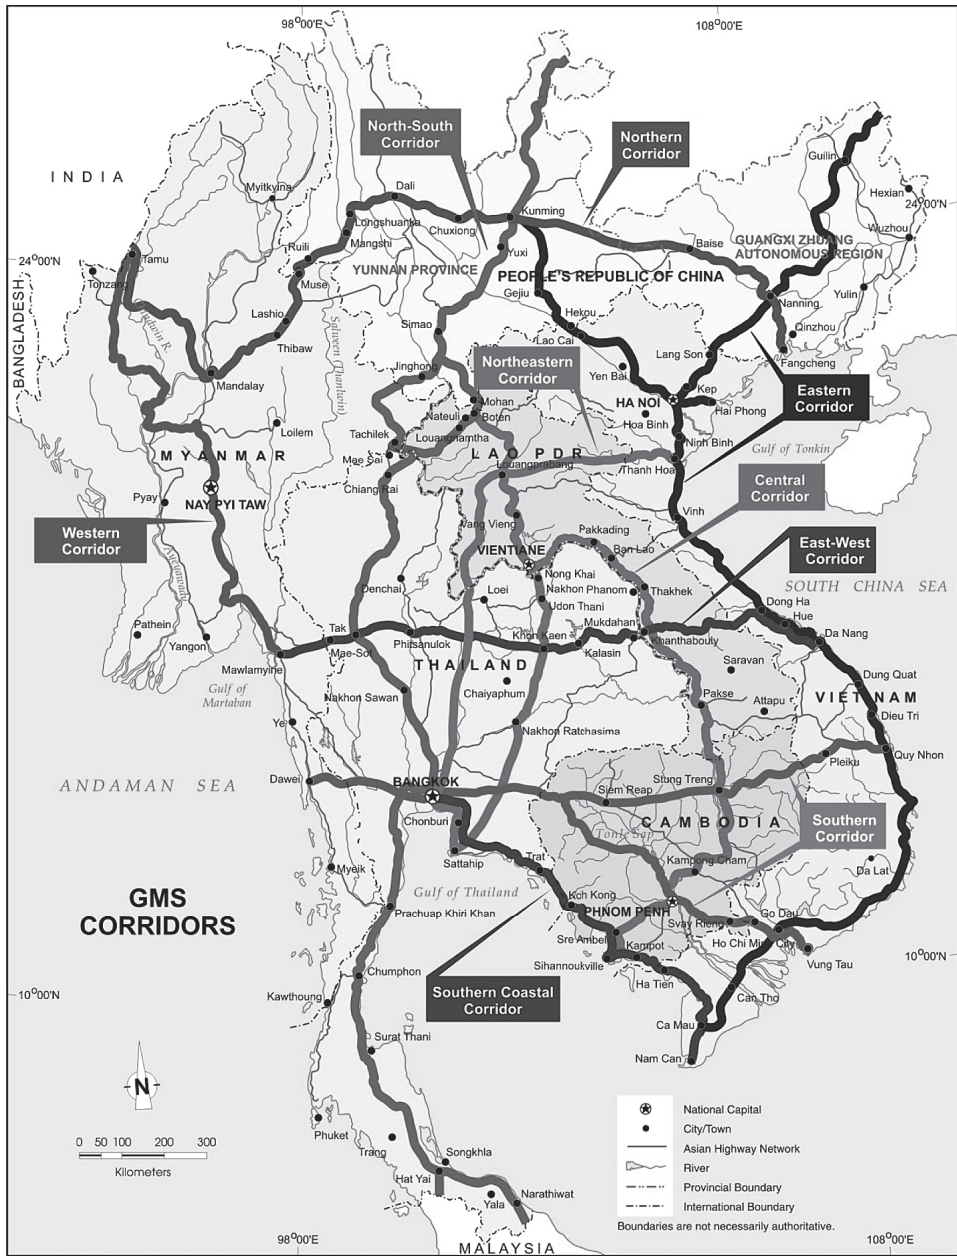 98°00'E
108°00'E
North-South
Corridor
Northern
Corridor
Guilin
INDIA
Myitkyina
Dali
Hexian
24°00'N
Longshuanka
Kunming
Chuxiong
Wuzhou
Mangshi
Ruili
Yuxi
Baise
GUANGXI ZHUANG
AUTONOMOUS REGION
24°00'N
Tamu
YUNNAN PROVINCE
PEOPLE'S REPUBLIC OF CHINA
Tonzang
Muse
Gejiu
Nanning
Yulin
BANGLADESH
Lashio
Simao
Hekou
Qinzhou
Thibaw
Salween (Thanlwin)
Lao Cai
Lang Son
Fangcheng
Mandalay
Jinghong
Northeastern
Corridor
Yen Bai
Kep
Eastern
Corridor
Mohan
HA NOI
Hai Phong
Nateuil
Boten
Hoa Binh
Loilem
Louangnamtha
Tachilek
Ninh Binh
Gulf of Tonkin
MYANMAR
Mae Sai
LAO PDR
Louangprabang
Thanh Hoa
Chiang Rai
Central
Corridor
Pyay
NAY PYI TAW
Vinh
Western
Corridor
Vang Vieng
Pakkading
Ayeyarwady
VIENTIANE
Ban Lao
East-West
Corridor
Nong Khai
Denchai
Loei
Nakhon Phanom
Thakhek
SOUTH CHINA SEA
Udon Thani
Dong Ha
Pathein
Mukdahan
Hue
Yangon
Tak
Phitsanulok
Khon Kaen
Khanthabouly
Da Nang
Mawlamyine
Mae-Sot
Kalasin
THAILAND
Saravan
Dung Quat
Gulf of
Martaban
Nakhon Sawan
Chaiyaphum
Pakse
Attapu
VIET NAM
Ye
Dieu Tri
Nakhon Ratchasima
Quy Nhon
Pleiku
ANDAMAN SEA
Dawei
BANGKOK
Stung Treng
Siem Reap
Chonburi
CAMBODIA
Southern
Corridor
Tonle Sap
Sattahip
Trat
Kampong Cham
Myeik
Da Lat
Gulf of Thailand
GMS
CORRIDORS
Koh Kong
Prachuap Khiri Khan
PHNOM PENH
Go Dau
Svay Rieng
Sre Ambel
Kampot
Ho Chi Minh City
Sihannoukville
Vung Tau
10°00'N
Chumphon
Ha Tien
10°00'N
Kawthoung
Southern Coastal
Corridor
Can Tho
Ca Mau
Surat Thani
Nam Can
N
National Capital
Phuket
City/Town
0 50 100 200 300
Trang
Songkhla
Asian Highway Network
Kilometers
River
Hat Yai
Provincial Boundary
Yala
Narathiwat
International Boundary
Boundaries are not necessarily authoritative.
98°00'E
MALAYSIA
108°00'E